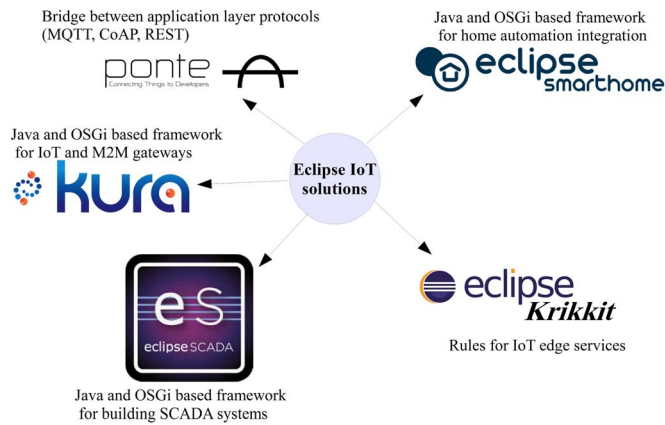 Bridge between application layer protocols
(MQTT, CoAP, REST)
ponte
Connecting Things to Developers
Java and OSGi based framework
for home automation integration
eclipse
smarthome
Java and OSGi based framework
for IoT and M2M gateways
kura
Eclipse IoT
solutions
eS
eclipse SCADA
Java and OSGi based framework
for building SCADA systems
eclipse
Krikkit
Rules for IoT edge services